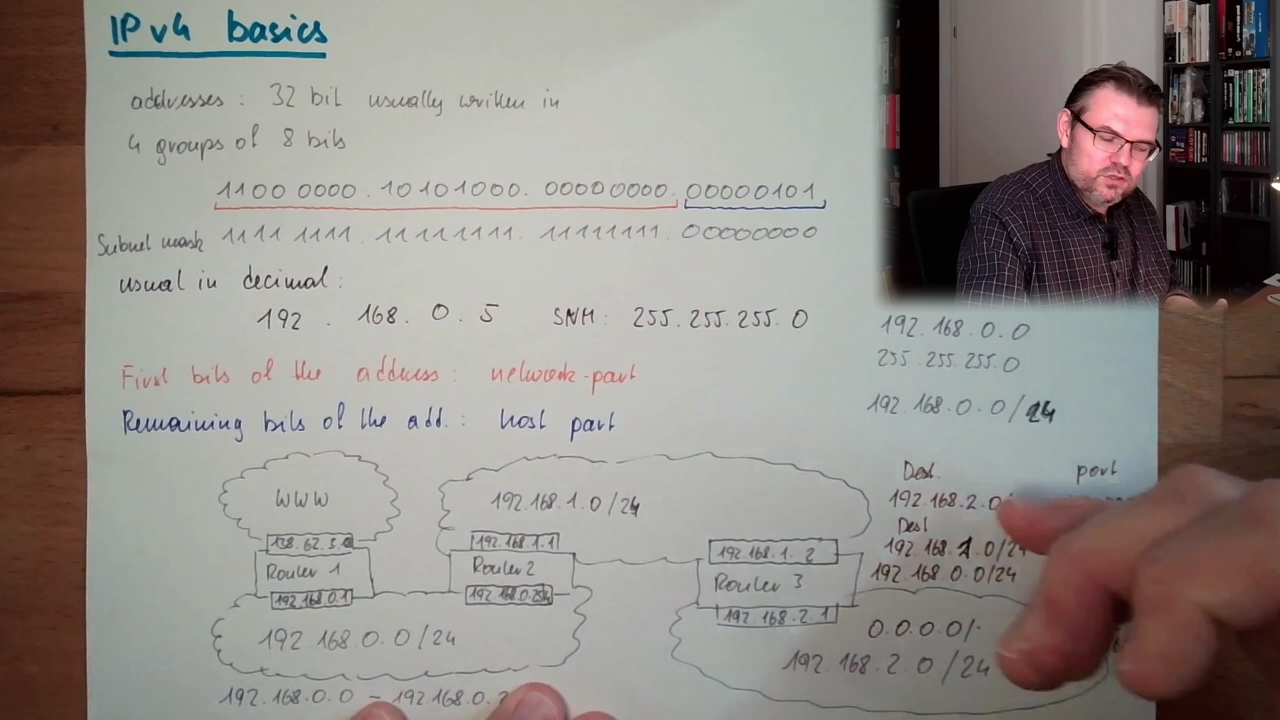 IPv4 basics
addresses: 32 bit usually written in
4 groups of 8 bits
1100 0000 . 10101000. 00000000. 00000101
Subnet mask 1111 1111 . 11111111. 11111111. 00000000
usual in decimal:
192 . 168. 0. 5 SNM: 255. 255. 255. 0
192. 168. 0. 0
255. 255. 255. 0
192. 168. 0. 0/24
First bits of the address: network-part
Remaining bits of the add.: host part
WWW
192.168.1.0/24
Dest. port
192.168.2.0/
Dest
192.168.1.0/24
192.168.0.0/24
192.168.1.1
192.168.1.2
Router 1
Router 2
Router 3
192.168.0.1
192.168.2.1
192.168.0.0/24
0.0.0.0/
192.168.2.0/24
192.168.0.0 - 192.168.0.